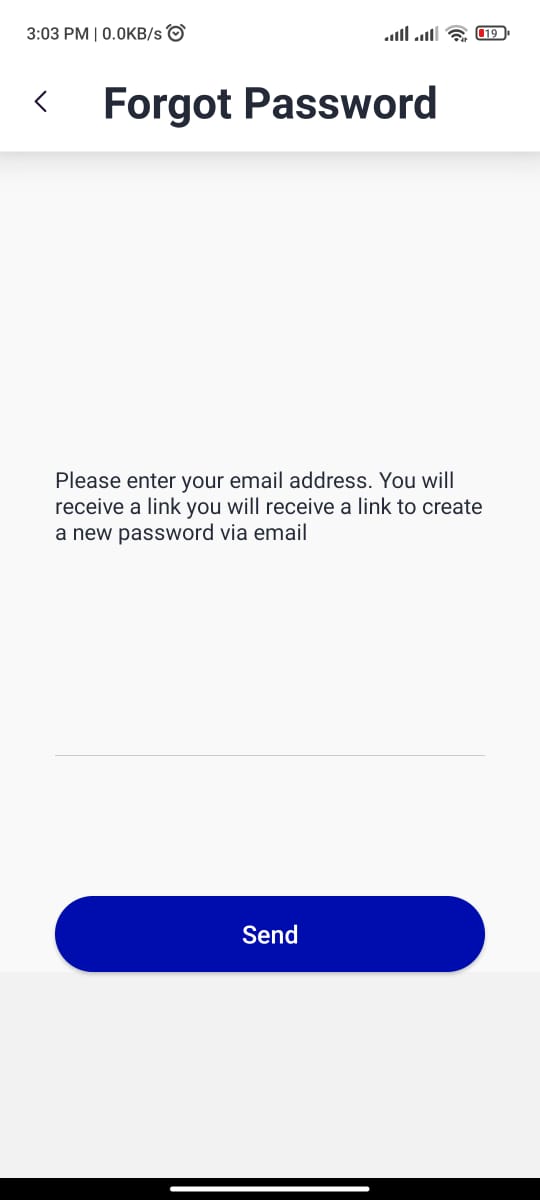 3:03 PM | 0.0KB/s
19
Forgot Password
Please enter your email address. You will
receive a link you will receive a link to create
a new password via email
Send